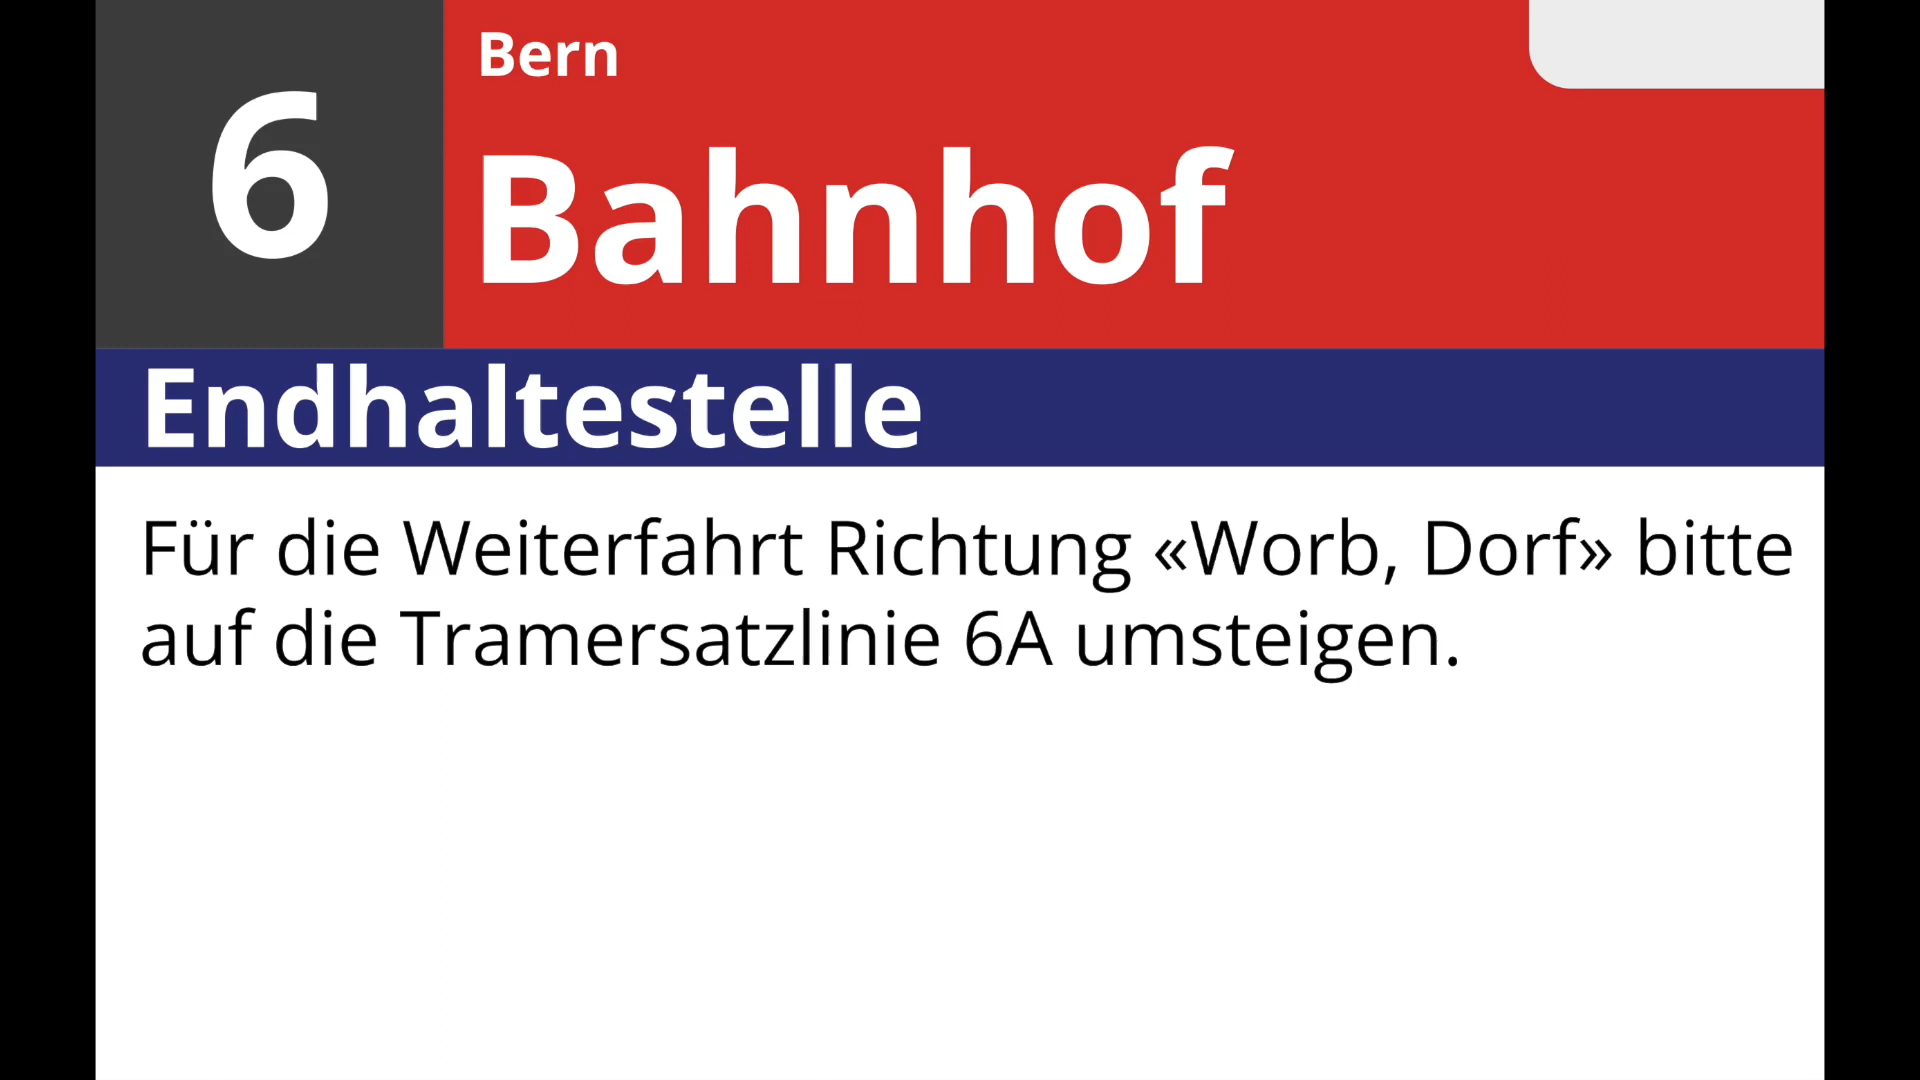 6
Bern
Bahnhof
Endhaltestelle
Für die Weiterfahrt Richtung «Worb, Dorf» bitte
auf die Tramersatzlinie 6A umsteigen.